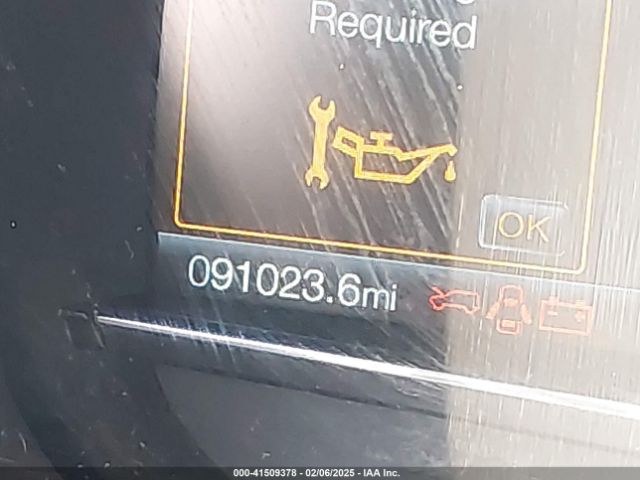 Required
OK
091023.6mi
000-41509378 | 02/06/2025 - IAA Inc.